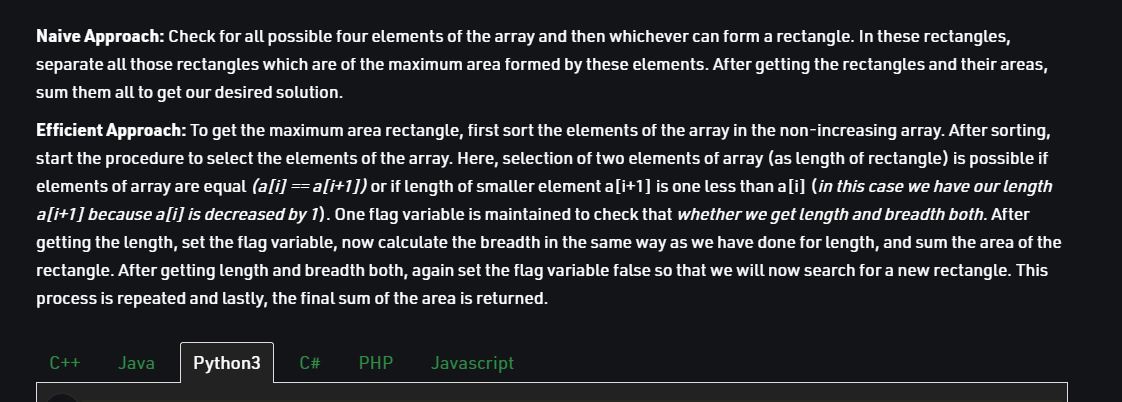 Naive Approach: Check for all possible four elements of the array and then whichever can form a rectangle. In these rectangles,
separate all those rectangles which are of the maximum area formed by these elements. After getting the rectangles and their areas,
sum them all to get our desired solution.
Efficient Approach: To get the maximum area rectangle, first sort the elements of the array in the non-increasing array. After sorting,
start the procedure to select the elements of the array. Here, selection of two elements of array (as length of rectangle) is possible if
elements of array are equal (a[i] == a[i+1]) or if length of smaller element a[i+1] is one less than a[i] (in this case we have our length
a[i+1] because a[i] is decreased by 1). One flag variable is maintained to check that whether we get length and breadth both. After
getting the length, set the flag variable, now calculate the breadth in the same way as we have done for length, and sum the area of the
rectangle. After getting length and breadth both, again set the flag variable false so that we will now search for a new rectangle. This
process is repeated and lastly, the final sum of the area is returned.
C++ Java Python3 C# PHP Javascript